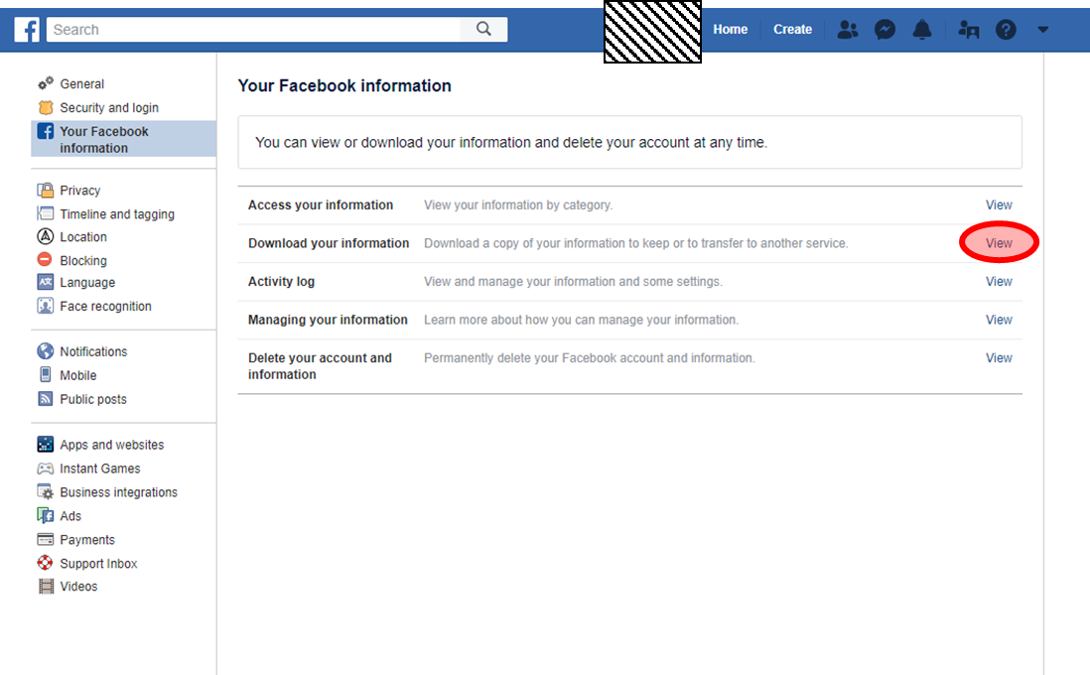 Search
Home
Create
General
Security and login
Your Facebook
information
Privacy
Timeline and tagging
Location
Blocking
Language
Face recognition
Notifications
Mobile
Public posts
Apps and websites
Instant Games
Business integrations
Ads
Payments
Support Inbox
Videos
Your Facebook information
You can view or download your information and delete your account at any time.
Access your information View your information by category. View
Download your information Download a copy of your information to keep or to transfer to another service. View
Activity log View and manage your information and some settings. View
Managing your information Learn more about how you can manage your information. View
Delete your account and Permanently delete your Facebook account and information. View
information